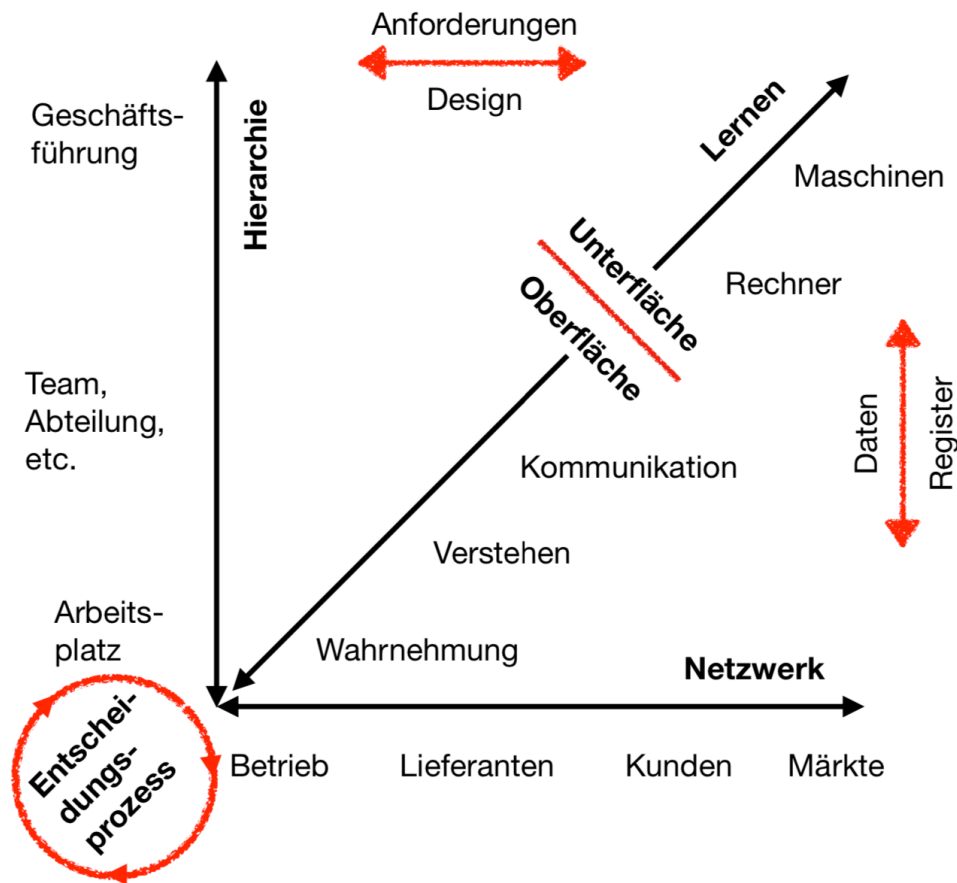 Anforderungen
Design
Geschäfts-
führung
Hierarchie
Lernen
Maschinen
Unterfläche
Oberfläche
Rechner
Team,
Abteilung,
etc.
Daten
Register
Kommunikation
Verstehen
Arbeits-
platz
Wahrnehmung
Netzwerk
Entschei-
dungs-
prozess
Betrieb
Lieferanten
Kunden
Märkte